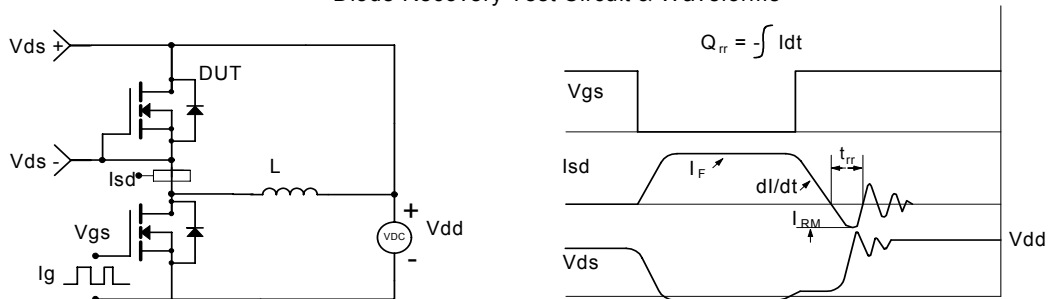 Diode Recovery Test Circuit & Waveforms
Vds +
DUT
Vds -
Isd
L
Vgs
Ig
+
VDC
-
Vdd
Qrr = -∫ Idt
Vgs
Isd
IF
dI/dt
trr
IRM
Vds
Vdd